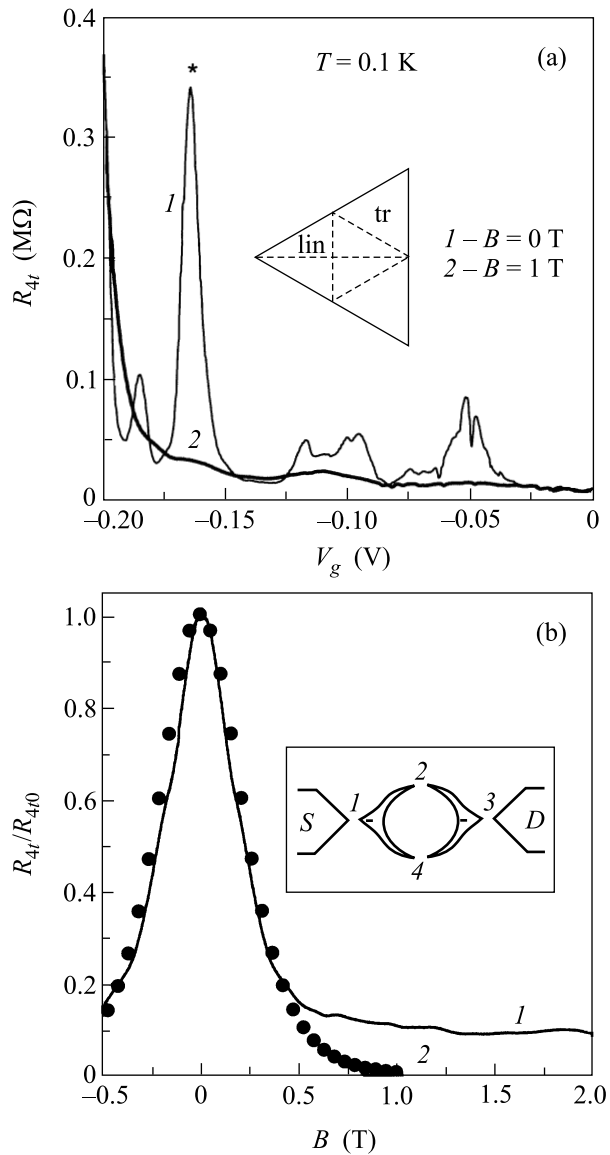 0.4
(a)
*
T = 0.1 K
0.3
1
tr
lin
1 – B = 0 T
2 – B = 1 T
R4t (MΩ)
0.2
0.1
2
0
–0.20
–0.15
–0.10
–0.05
0
Vg (V)
(b)
1.0
0.8
R4t/R4t0
0.6
S
1
2
3
D
4
0.4
0.2
1
2
0
–0.5
0
0.5
1.0
1.5
2.0
B (T)